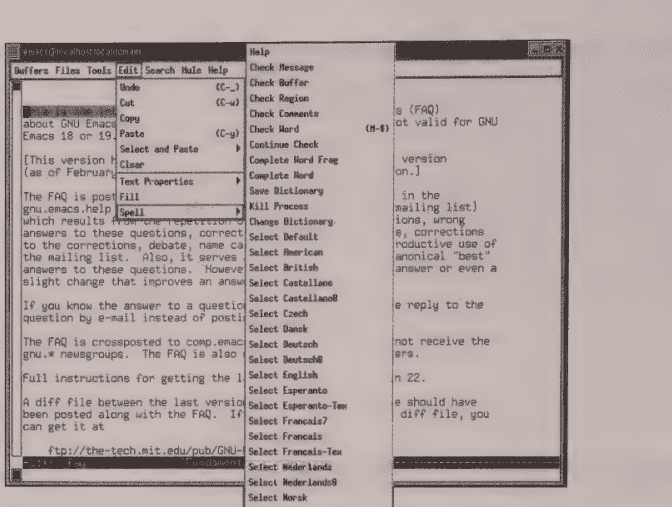 emacs@localhost.localdomain
Buffers Files Tools Edit Search Mule Help
Undo (C-_)
Cut (C-w)
Copy
Paste (C-y)
Select and Paste
Clear
Text Properties
Fill
Spell
Help
Check Message
Check Buffer
Check Region
Check Comments
Check Word (M-$)
Continue Check
Complete Word Frag
Complete Word
Save Dictionary
Kill Process
Change Dictionary
Select Default
Select American
Select British
Select Castellano
Select Castellano8
Select Czech
Select Dansk
Select Deutsch
Select Deutsch8
Select English
Select Esperanto
Select Esperanto-Tex
Select Francais7
Select Francais
Select Francais-Tex
Select Nederlands
Select Nederlands8
Select Norsk
s (FAQ)
about GNU Emacs ot valid for GNU
Emacs 18 or 19.
[This version h version
(as of February on.]
The FAQ is post in the
gnu.emacs.help mailing list)
which results from the repetition o ions, wrong
answers to these questions, correct e, corrections
to the corrections, debate, name ca roductive use of
the mailing list. Also, it serves anonical "best"
answers to these questions. Howeve answer or even a
slight change that improves an answ
If you know the answer to a questio e reply to the
question by e-mail instead of posti
The FAQ is crossposted to comp.emac not receive the
gnu.* newsgroups. The FAQ is also ers.
Full instructions for getting the l n 22.
A diff file between the last versio e should have
been posted along with the FAQ. If diff file, you
can get it at
ftp://the-tech.mit.edu/pub/GNU-